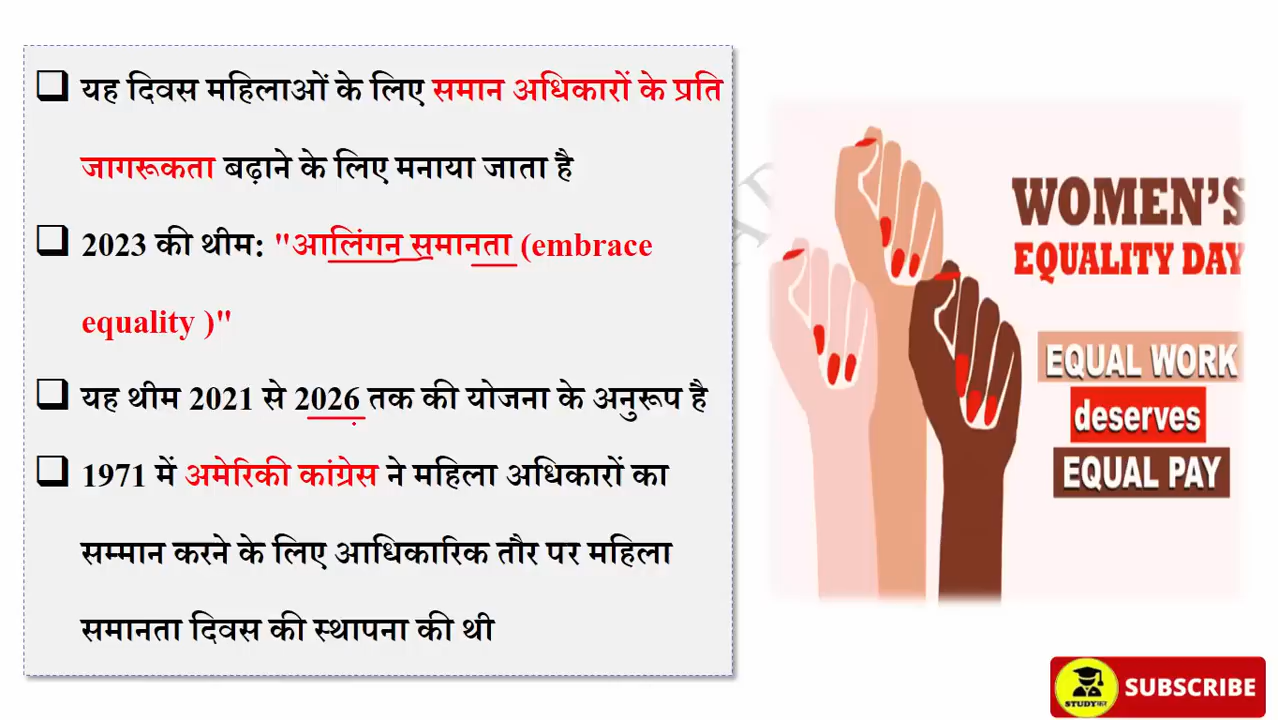 यह दिवस महिलाओं के लिए समान अधिकारों के प्रति
जागरूकता बढ़ाने के लिए मनाया जाता है
2023 की थीम: "आलिंगन समानता (embrace
equality )"
यह थीम 2021 से 2026 तक की योजना के अनुरूप है
1971 में अमेरिकी कांग्रेस ने महिला अधिकारों का
सम्मान करने के लिए आधिकारिक तौर पर महिला
समानता दिवस की स्थापना की थी
WOMEN'S
EQUALITY DAY
EQUAL WORK
deserves
EQUAL PAY
SUBSCRIBE